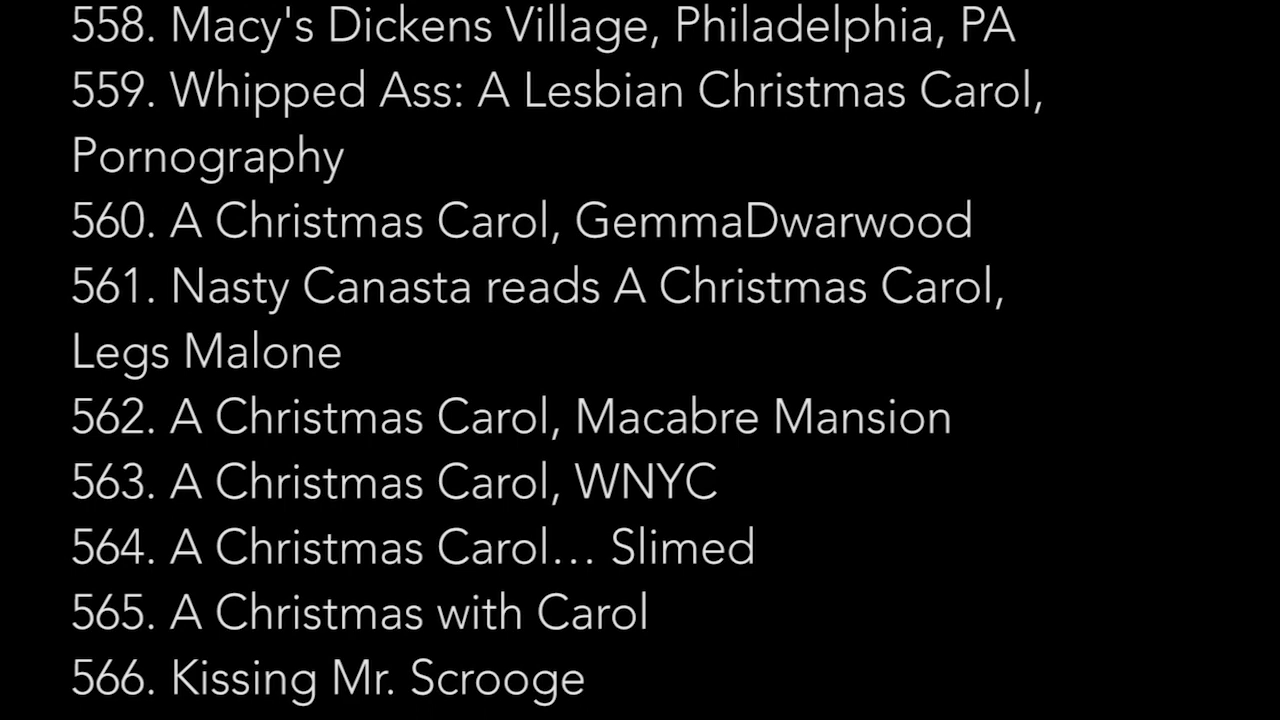 558. Macy's Dickens Village, Philadelphia, PA
559. Whipped Ass: A Lesbian Christmas Carol,
Pornography
560. A Christmas Carol, GemmaDwarwood
561. Nasty Canasta reads A Christmas Carol,
Legs Malone
562. A Christmas Carol, Macabre Mansion
563. A Christmas Carol, WNYC
564. A Christmas Carol… Slimed
565. A Christmas with Carol
566. Kissing Mr. Scrooge